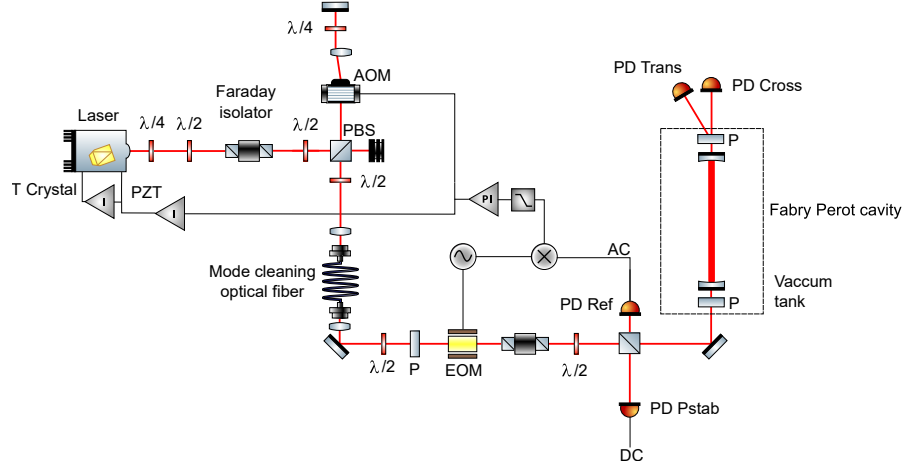 λ/4
AOM
PD Trans
PD Cross
Faraday
isolator
Laser
λ/4
λ/2
λ/2
PBS
P
T Crystal
PZT
λ/2
I
I
PI
Fabry Perot cavity
AC
Mode cleaning
optical fiber
Vaccum
tank
P
PD Ref
λ/2
P
EOM
λ/2
PD Pstab
DC